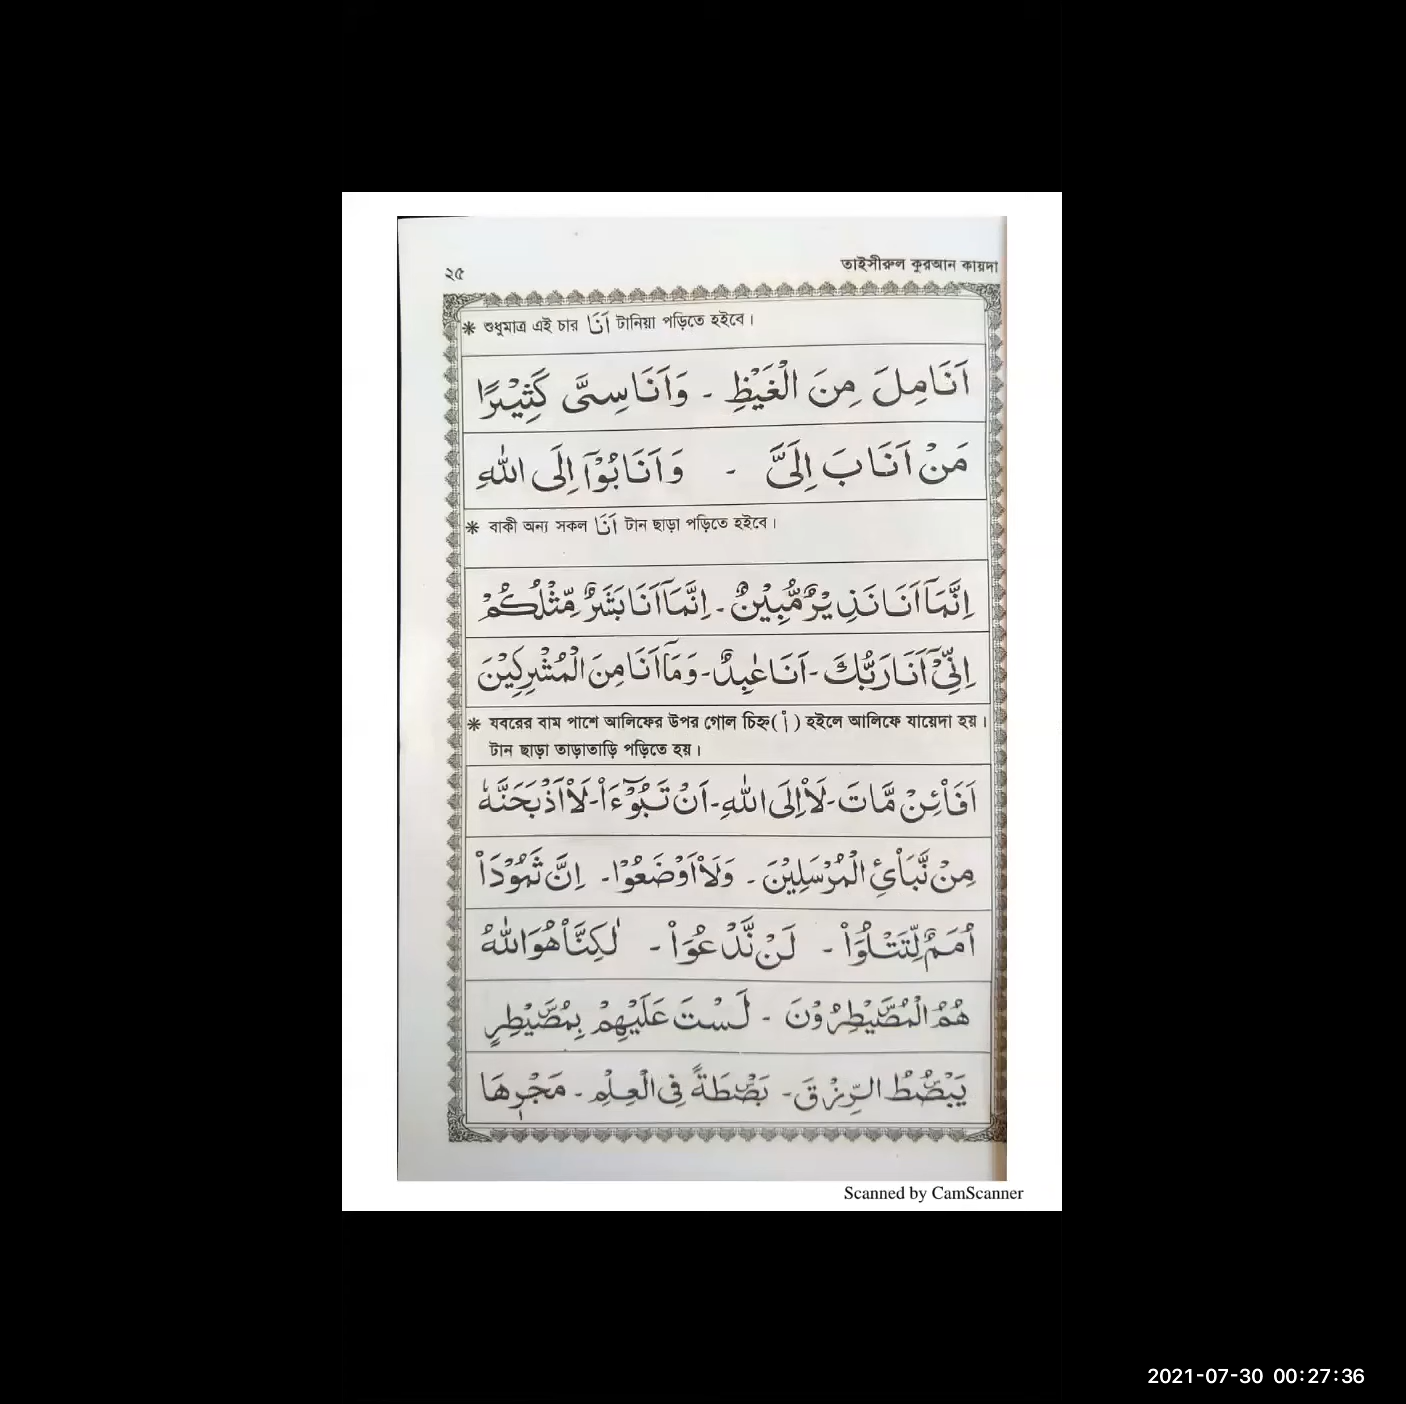 ২৫
তাইসীরুল কুরআন কায়দা
* শুধুমাত্র এই চার اَنَا টানিয়া পড়িতে হইবে।
اَنَامِلَ مِنَ الْغَيْظِ - وَاَنَاسِىَّ كَثِيْرًا
مَنْ اَنَابَ اِلَىَّ - وَاَنَابُوْٓا اِلَى اللّٰهِ
* বাকী অন্য সকল اَنَا টান ছাড়া পড়িতে হইবে।
اِنَّمَآ اَنَا نَذِيْرٌ مُّبِيْنٌ - اِنَّمَآ اَنَا بَشَرٌ مِّثْلُكُمْ
اِنِّىْٓ اَنَا رَبُّكَ - اَنَا عَٰبِدٌ - وَمَآ اَنَا مِنَ الْمُشْرِكِيْنَ
* যবরের বাম পাশে আলিফের উপর গোল চিহ্ন (اْ) হইলে আলিফে যায়েদা হয়।
টান ছাড়া তাড়াতাড়ি পড়িতে হয়।
اَفَا۟ئِنْ مَّاتَ - لَا۟اِلَى اللّٰهِ - اَنْ تَبُوْٓءَا۟ - لَا۟اَذْبَحَنَّهٗ
مِنْ نَّبَا۟ئِ الْمُرْسَلِيْنَ - وَلَا۟اَوْضَعُوْا - اِنَّ ثَمُوْدَا۟
اُمَمٌ لِّتَتْلُوَا۟ - لَنْ نَّدْعُوَا۟ - لٰكِنَّا۟ هُوَ اللّٰهُ
هُمُ الْمُصَۜيْطِرُوْنَ - لَسْتَ عَلَيْهِمْ بِمُصَۜيْطِرٍ
يَبْصُۜطُ الرِّزْقَ - بَصْۜطَةً فِى الْعِلْمِ - مَجْرٖهَا
Scanned by CamScanner
2021-07-30 00:27:36